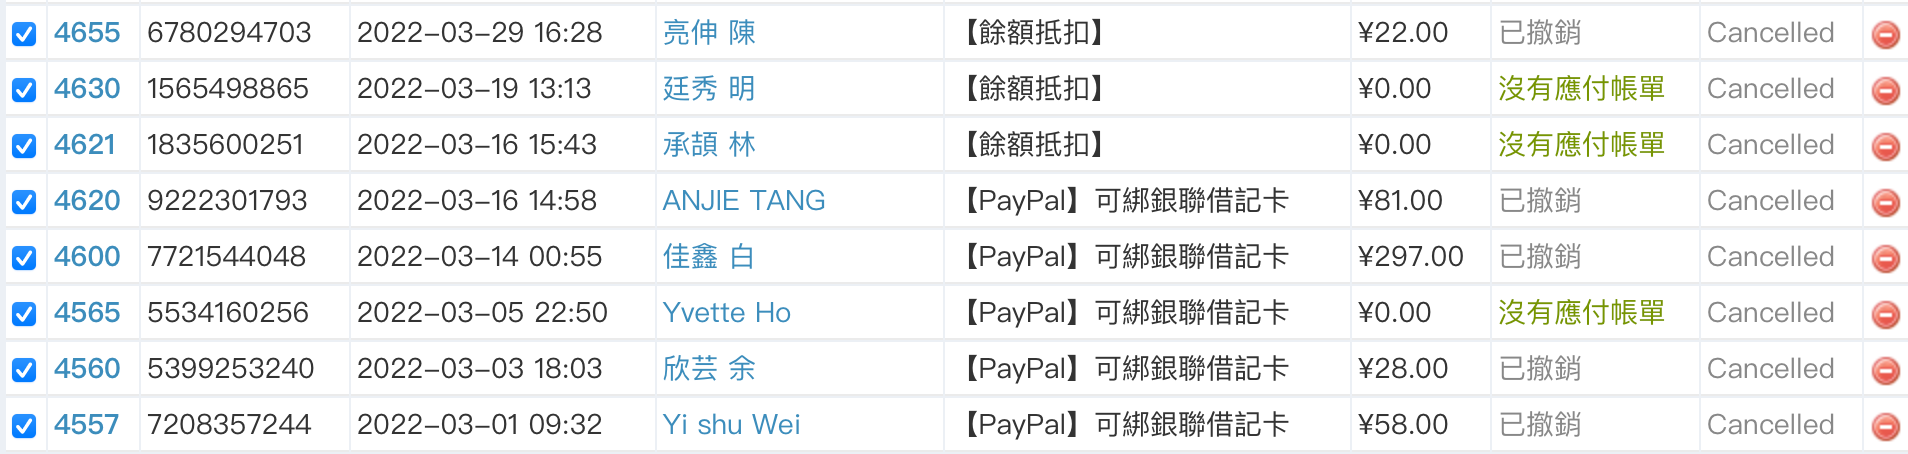 4655 6780294703 2022-03-29 16:28 亮伸 陳 【餘額抵扣】 ¥22.00 已撤銷 Cancelled
4630 1565498865 2022-03-19 13:13 廷秀 明 【餘額抵扣】 ¥0.00 沒有應付帳單 Cancelled
4621 1835600251 2022-03-16 15:43 承頡 林 【餘額抵扣】 ¥0.00 沒有應付帳單 Cancelled
4620 9222301793 2022-03-16 14:58 ANJIE TANG 【PayPal】可綁銀聯借記卡 ¥81.00 已撤銷 Cancelled
4600 7721544048 2022-03-14 00:55 佳鑫 白 【PayPal】可綁銀聯借記卡 ¥297.00 已撤銷 Cancelled
4565 5534160256 2022-03-05 22:50 Yvette Ho 【PayPal】可綁銀聯借記卡 ¥0.00 沒有應付帳單 Cancelled
4560 5399253240 2022-03-03 18:03 欣芸 余 【PayPal】可綁銀聯借記卡 ¥28.00 已撤銷 Cancelled
4557 7208357244 2022-03-01 09:32 Yi shu Wei 【PayPal】可綁銀聯借記卡 ¥58.00 已撤銷 Cancelled